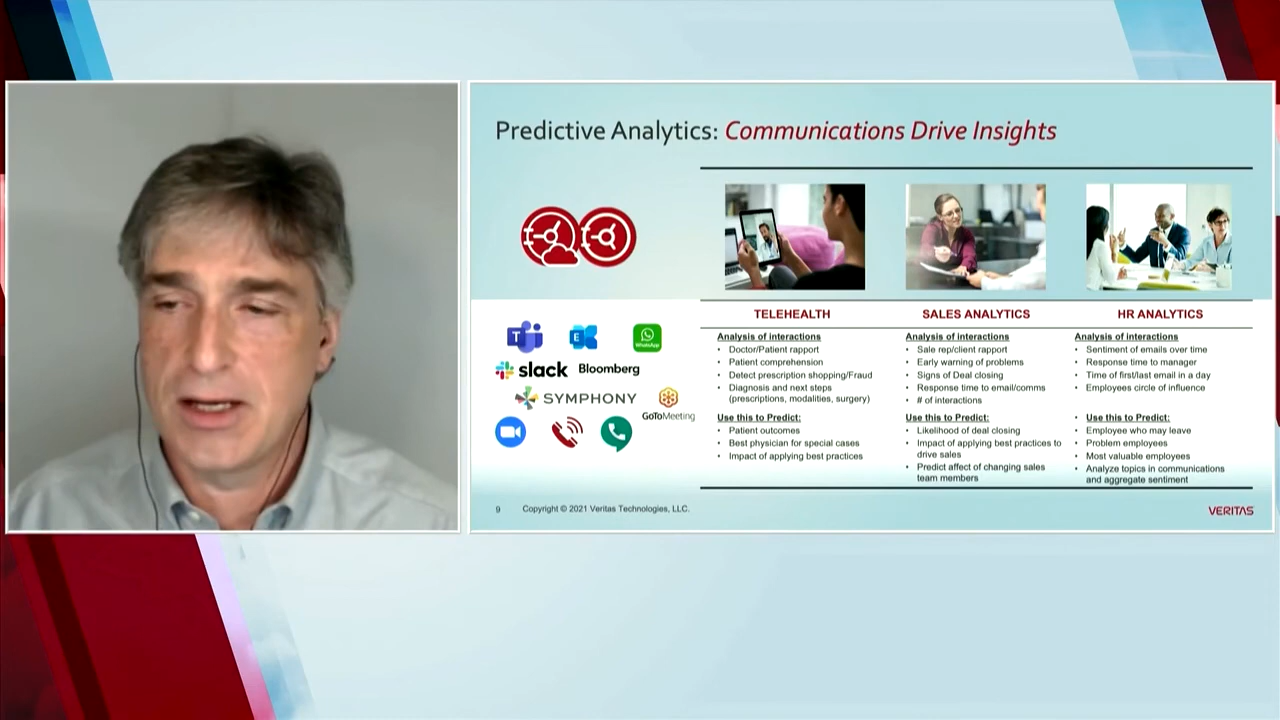 Predictive Analytics: Communications Drive Insights
T
E
WhatsApp
slack
Bloomberg
SYMPHONY
GoToMeeting
TELEHEALTH
Analysis of interactions
• Doctor/Patient rapport
• Patient comprehension
• Detect prescription shopping/Fraud
• Diagnosis and next steps
(prescriptions, modalities, surgery)
Use this to Predict:
• Patient outcomes
• Best physician for special cases
• Impact of applying best practices
SALES ANALYTICS
Analysis of interactions
• Sale rep/client rapport
• Early warning of problems
• Signs of Deal closing
• Response time to email/comms
• # of interactions
Use this to Predict:
• Likelihood of deal closing
• Impact of applying best practices to
drive sales
• Predict affect of changing sales
team members
HR ANALYTICS
Analysis of interactions
• Sentiment of emails over time
• Response time to manager
• Time of first/last email in a day
• Employees circle of influence
• Use this to Predict:
• Employee who may leave
• Problem employees
• Most valuable employees
• Analyze topics in communications
and aggregate sentiment
9
Copyright © 2021 Veritas Technologies, LLC.
VERITAS